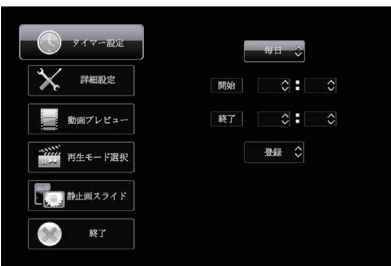 タイマー設定
詳細設定
動画プレビュー
再生モード選択
静止画スライド
終了
毎日
開始 :
終了 :
登録